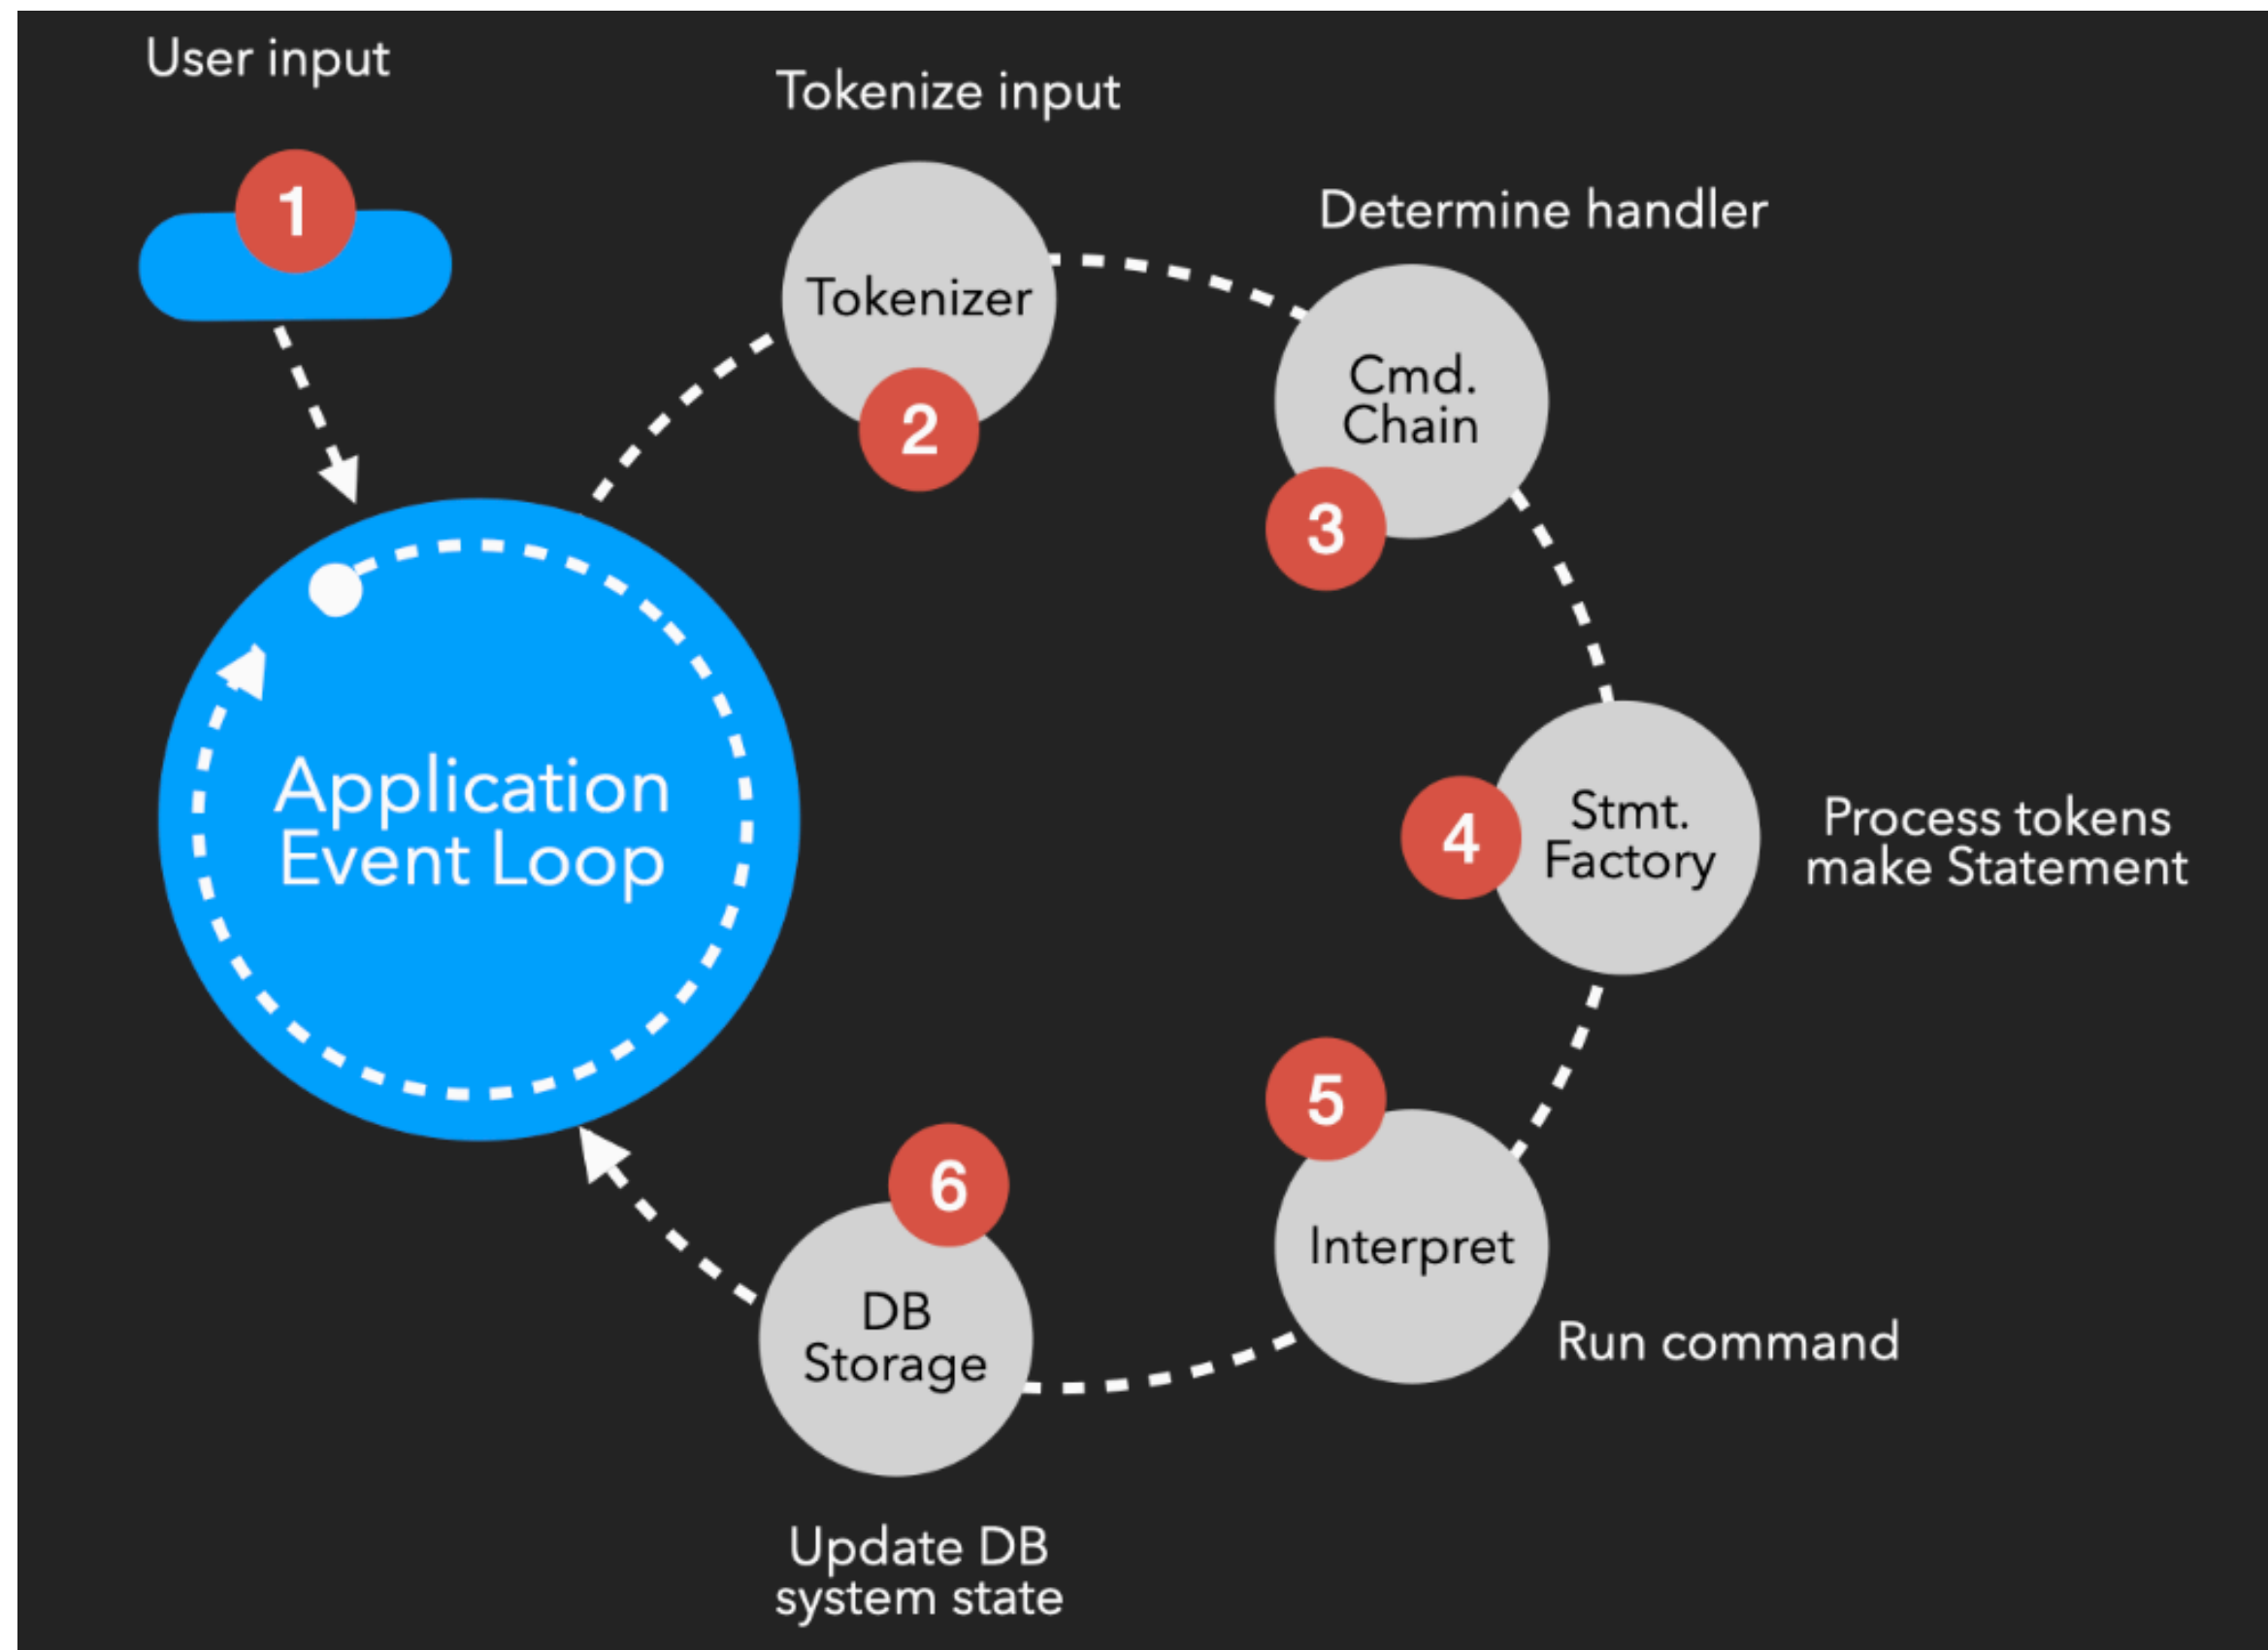 User input
1
Tokenize input
Tokenizer
2
Determine handler
Cmd.
Chain
3
Stmt.
Factory
4
Process tokens
make Statement
5
Interpret
Run command
6
DB
Storage
Update DB
system state
Application
Event Loop